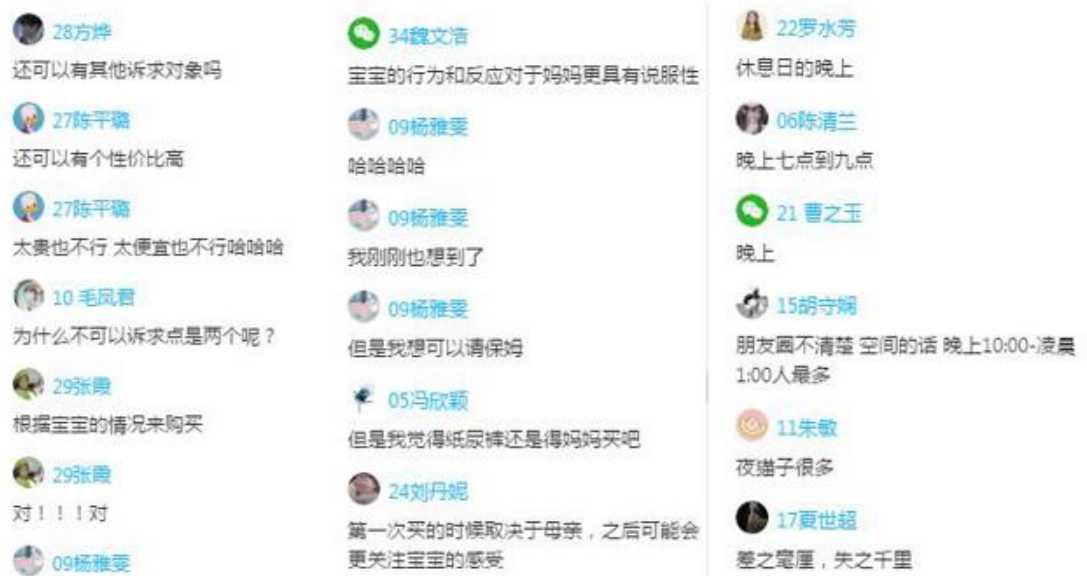 28方烨
还可以有其他诉求对象吗
27陈平璐
还可以有个性价比高
27陈平璐
太贵也不行 太便宜也不行哈哈哈
10 毛凤君
为什么不可以诉求点是两个呢？
29张霞
根据宝宝的情况来购买
29张霞
对！！！对
09杨雅雯
34魏文浩
宝宝的行为和反应对于妈妈更具有说服性
09杨雅雯
哈哈哈哈
09杨雅雯
我刚刚也想到了
09杨雅雯
但是我想可以请保姆
05冯欣颖
但是我觉得纸尿裤还是得妈妈买吧
24刘丹妮
第一次买的时候取决于母亲，之后可能会
更关注宝宝的感受
22罗水芳
休息日的晚上
06陈清兰
晚上七点到九点
21 曹之玉
晚上
15胡守娴
朋友圈不清楚 空间的话 晚上10:00-凌晨
1:00人最多
11朱敏
夜猫子很多
17夏世超
差之毫厘，失之千里